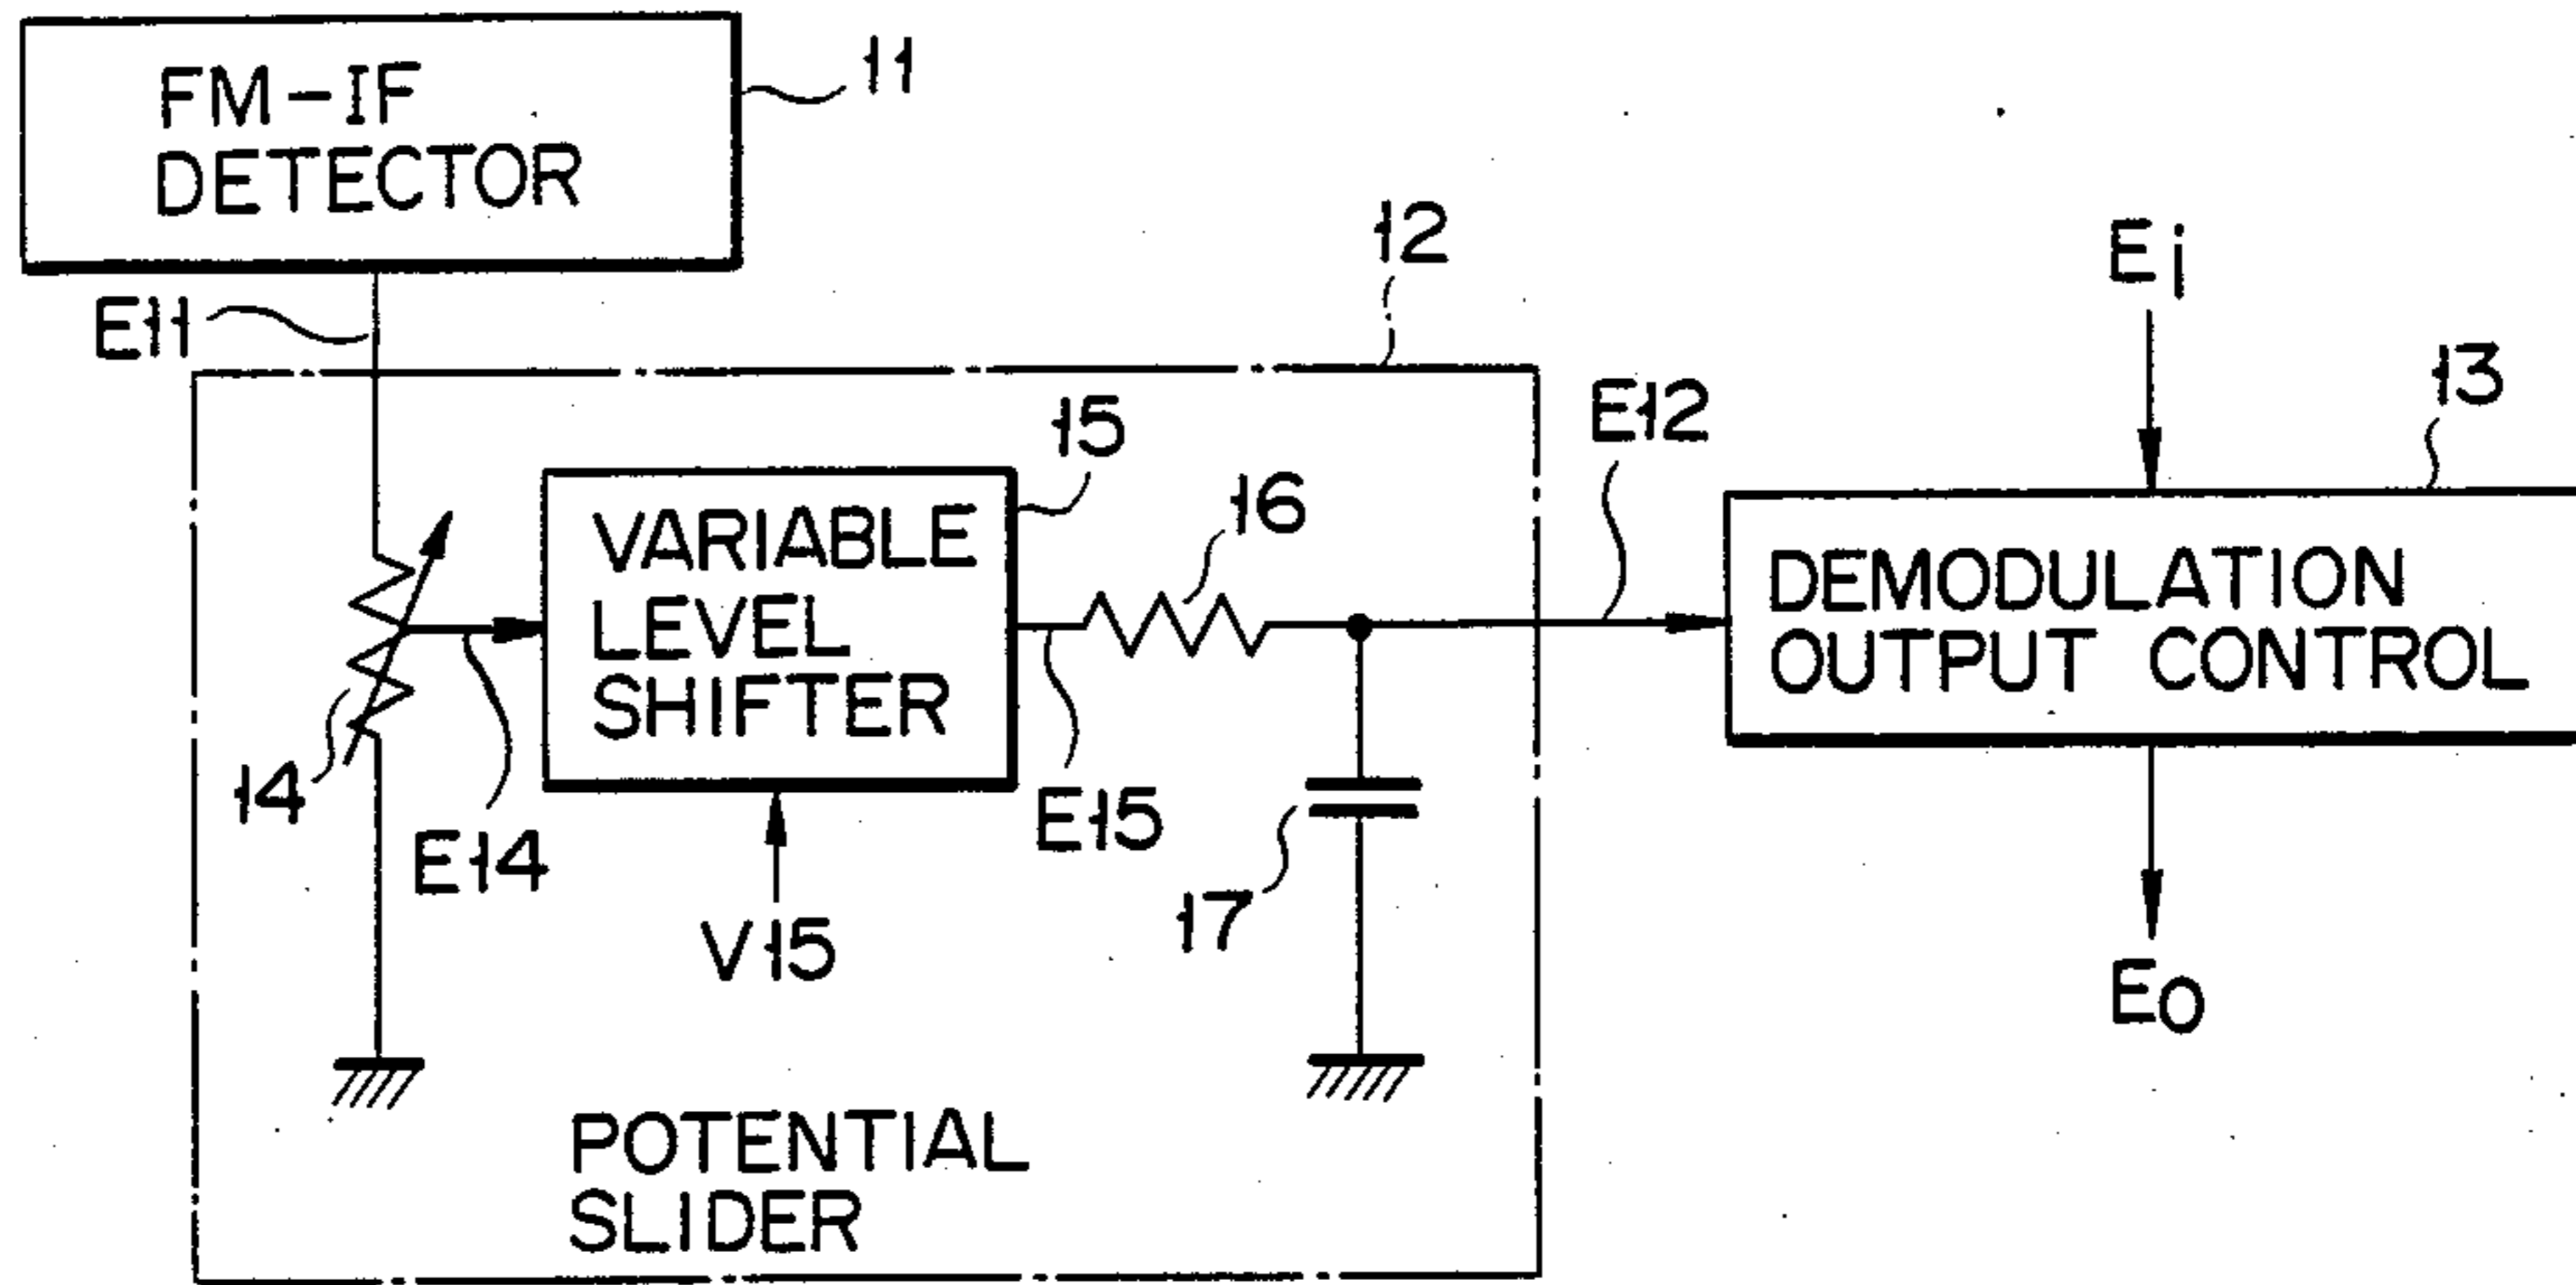 FM-IF
DETECTOR
11
E11
12
Ei
13
E12
15
VARIABLE
LEVEL
SHIFTER
16
DEMODULATION
OUTPUT CONTROL
14
E14
E15
17
V15
Eo
POTENTIAL
SLIDER